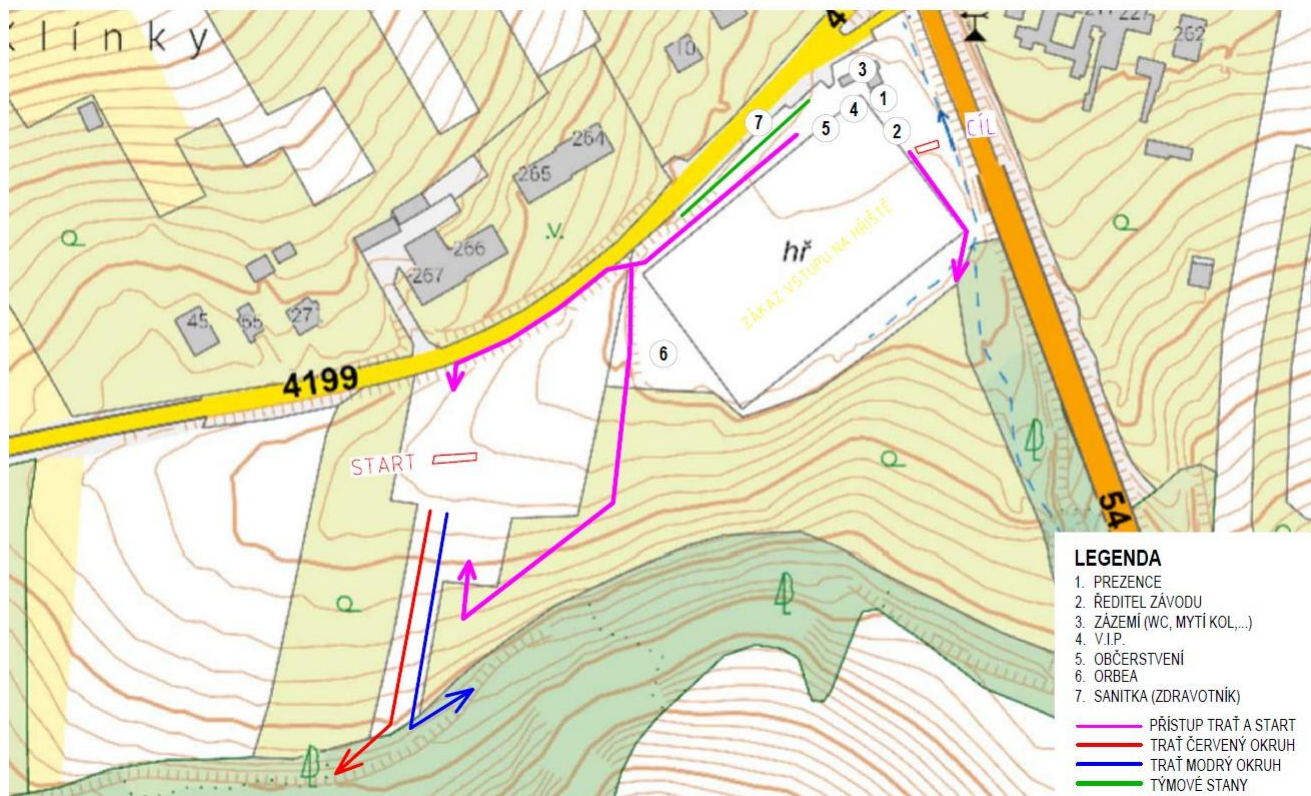 Klínky
4
217
227
262
10
3
1
7
4
5
2
CÍL
264
265
266
267
hř
ZÁKAZ VSTUPU NA HŘIŠTĚ
45
55
27
6
4199
START
54
LEGENDA
1. PREZENCE
2. ŘEDITEL ZÁVODU
3. ZÁZEMÍ (WC, MYTÍ KOL,...)
4. V.I.P.
5. OBČERSTVENÍ
6. ORBEA
7. SANITKA (ZDRAVOTNÍK)
PŘÍSTUP TRAŤ A START
TRAŤ ČERVENÝ OKRUH
TRAŤ MODRÝ OKRUH
TÝMOVÉ STANY